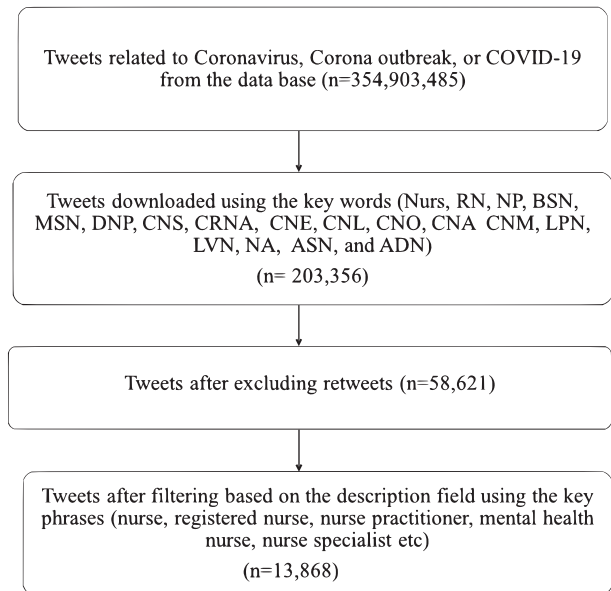 Tweets related to Coronavirus, Corona outbreak, or COVID-19
from the data base (n=354,903,485)
Tweets downloaded using the key words (Nurs, RN, NP, BSN,
MSN, DNP, CNS, CRNA, CNE, CNL, CNO, CNA CNM, LPN,
LVN, NA, ASN, and ADN)
(n= 203,356)
Tweets after excluding retweets (n=58,621)
Tweets after filtering based on the description field using the key
phrases (nurse, registered nurse, nurse practitioner, mental health
nurse, nurse specialist etc)
(n=13,868)